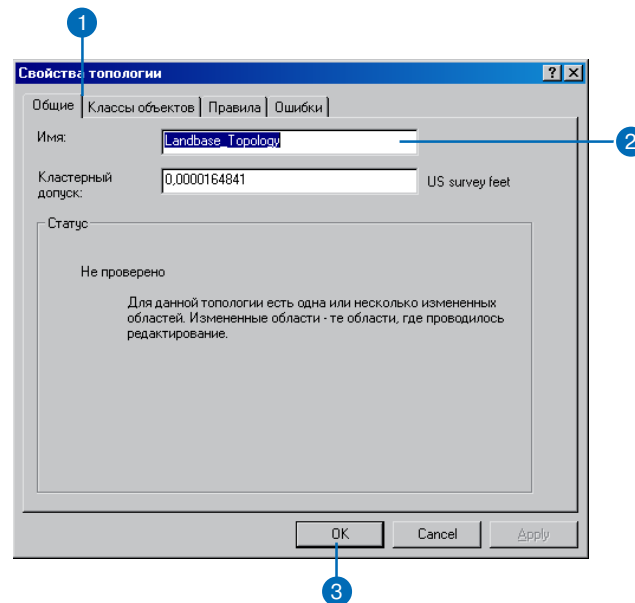 1
Свойства топологии
Общие Классы объектов Правила Ошибки
Имя: Landbase_Topology
2
Кластерный допуск: 0,0000164841 US survey feet
Статус
Не проверено
Для данной топологии есть одна или несколько измененных
областей. Измененные области - те области, где проводилось
редактирование.
OK Cancel Apply
3